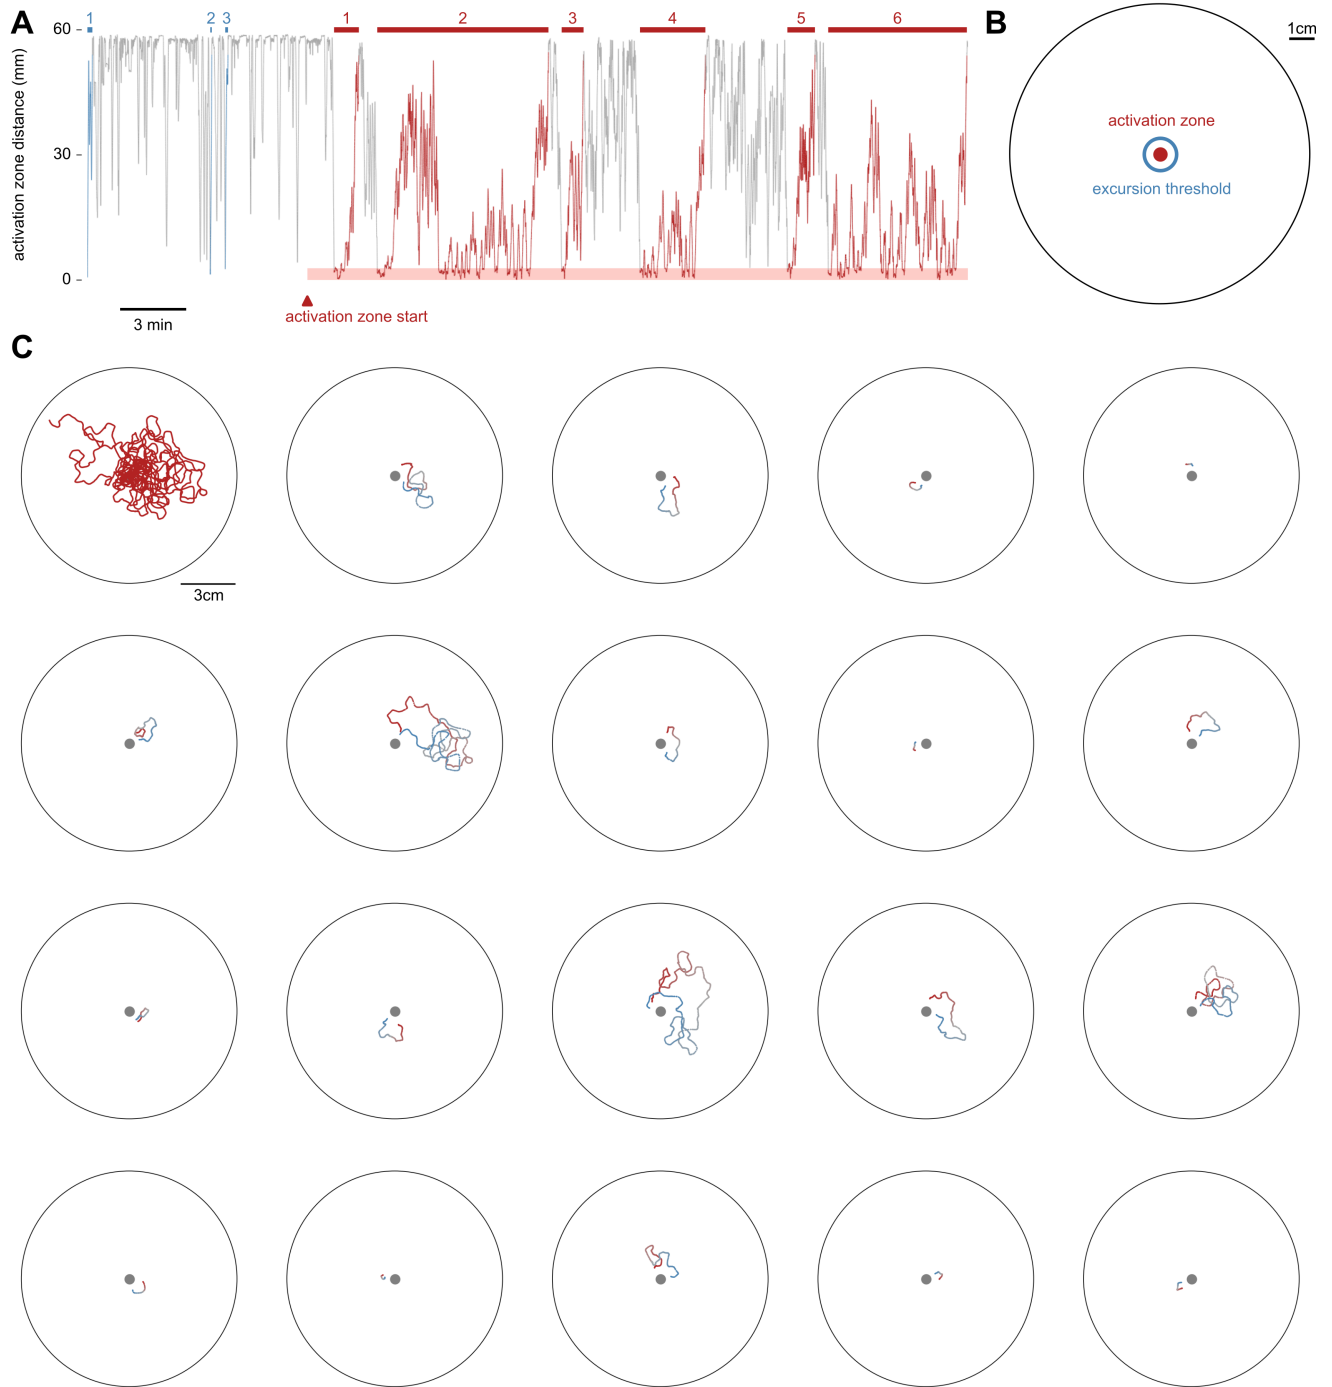 A
1 2 3 1 2 3 4 5 6
60
30
0
activation zone distance (mm)
3 min
activation zone start
B
1cm
activation zone
excursion threshold
C
3cm